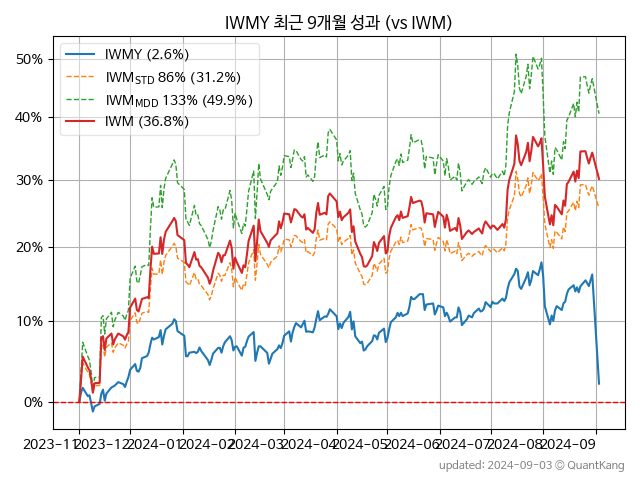 IWMY 최근 9개월 성과 (vs IWM)
IWMY (2.6%)
IWM_STD 86% (31.2%)
IWM_MDD 133% (49.9%)
IWM (36.8%)
50%
40%
30%
20%
10%
0%
2023-11 2023-12 2024-01 2024-02 2024-03 2024-04 2024-05 2024-06 2024-07 2024-08 2024-09
updated: 2024-09-03 © QuantKang